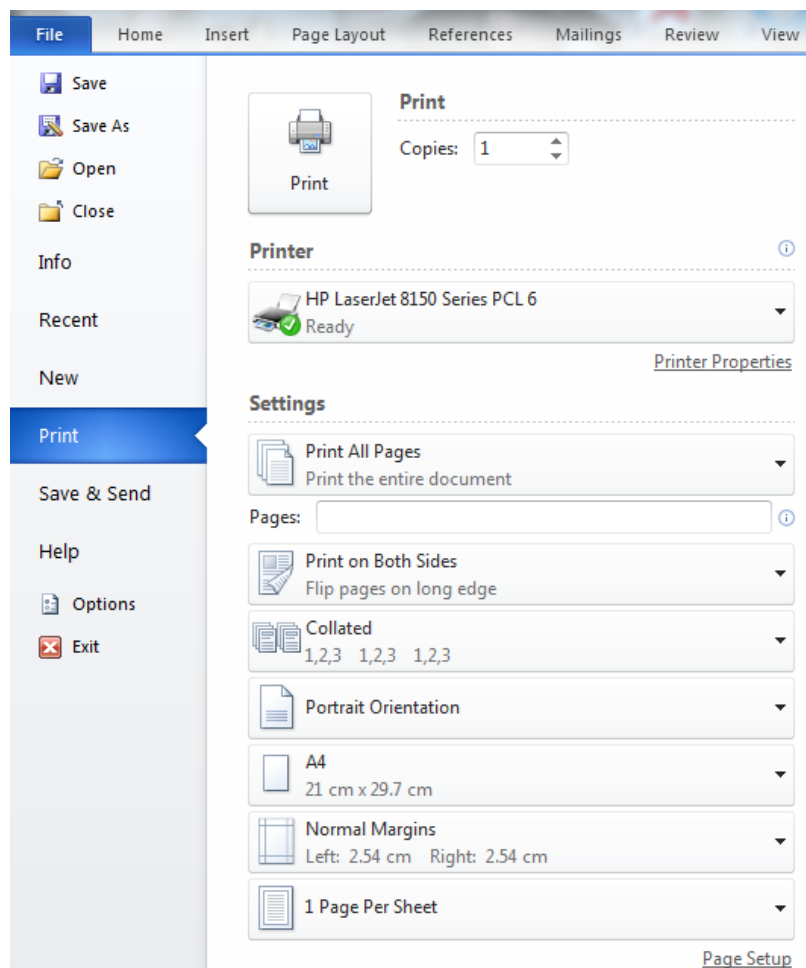 File Home Insert Page Layout References Mailings Review View
Save
Save As
Open
Close
Info
Recent
New
Print
Save & Send
Help
Options
Exit
Print
Print
Copies: 1
Printer
HP LaserJet 8150 Series PCL 6
Ready
Printer Properties
Settings
Print All Pages
Print the entire document
Pages:
Print on Both Sides
Flip pages on long edge
Collated
1,2,3 1,2,3 1,2,3
Portrait Orientation
A4
21 cm x 29.7 cm
Normal Margins
Left: 2.54 cm Right: 2.54 cm
1 Page Per Sheet
Page Setup